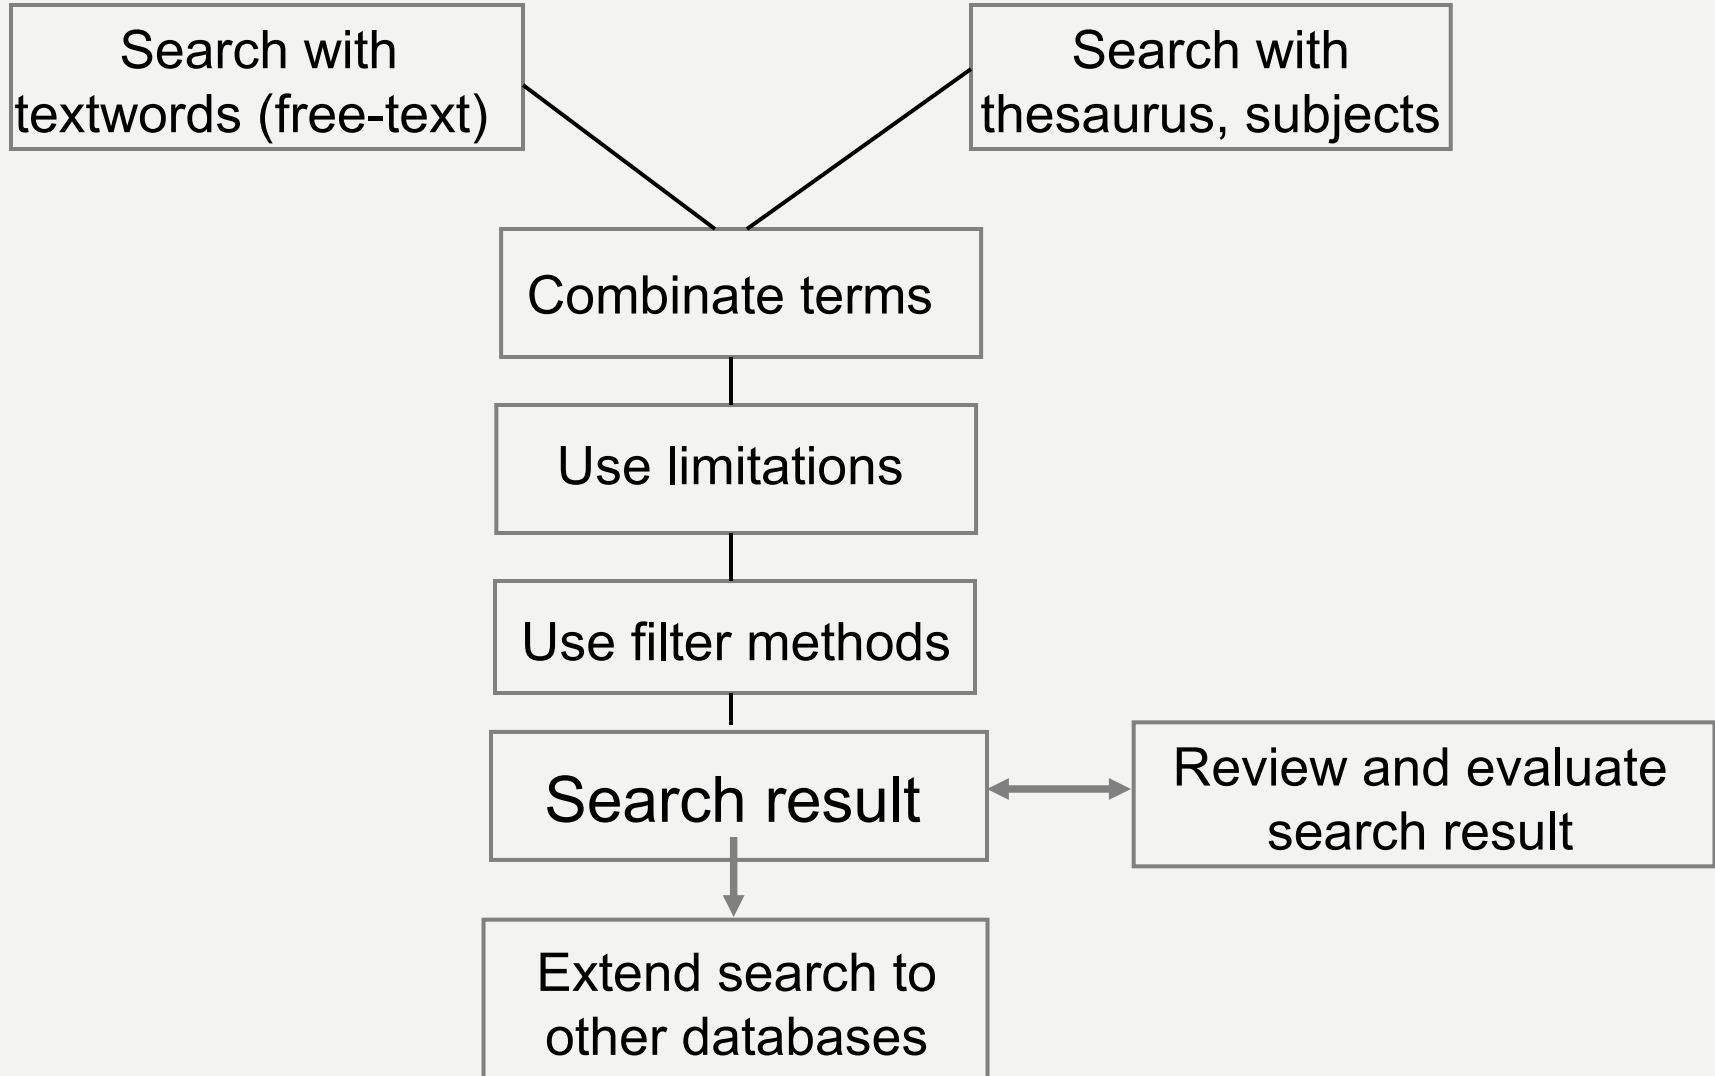 Search with
textwords (free-text)
Search with
thesaurus, subjects
Combinate terms
Use limitations
Use filter methods
Search result
Review and evaluate
search result
Extend search to
other databases